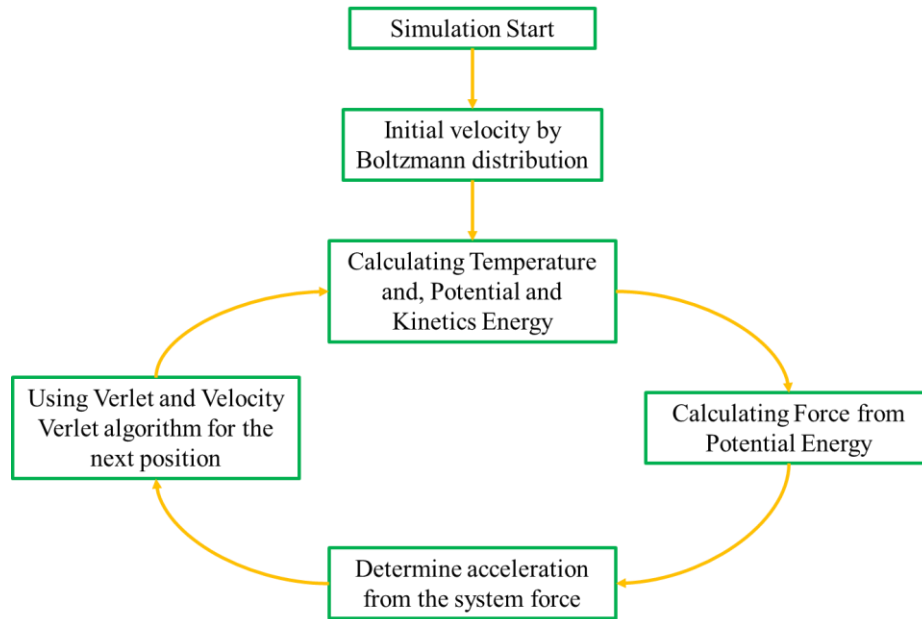 Simulation Start
Initial velocity by
Boltzmann distribution
Calculating Temperature
and, Potential and
Kinetics Energy
Using Verlet and Velocity
Verlet algorithm for the
next position
Calculating Force from
Potential Energy
Determine acceleration
from the system force